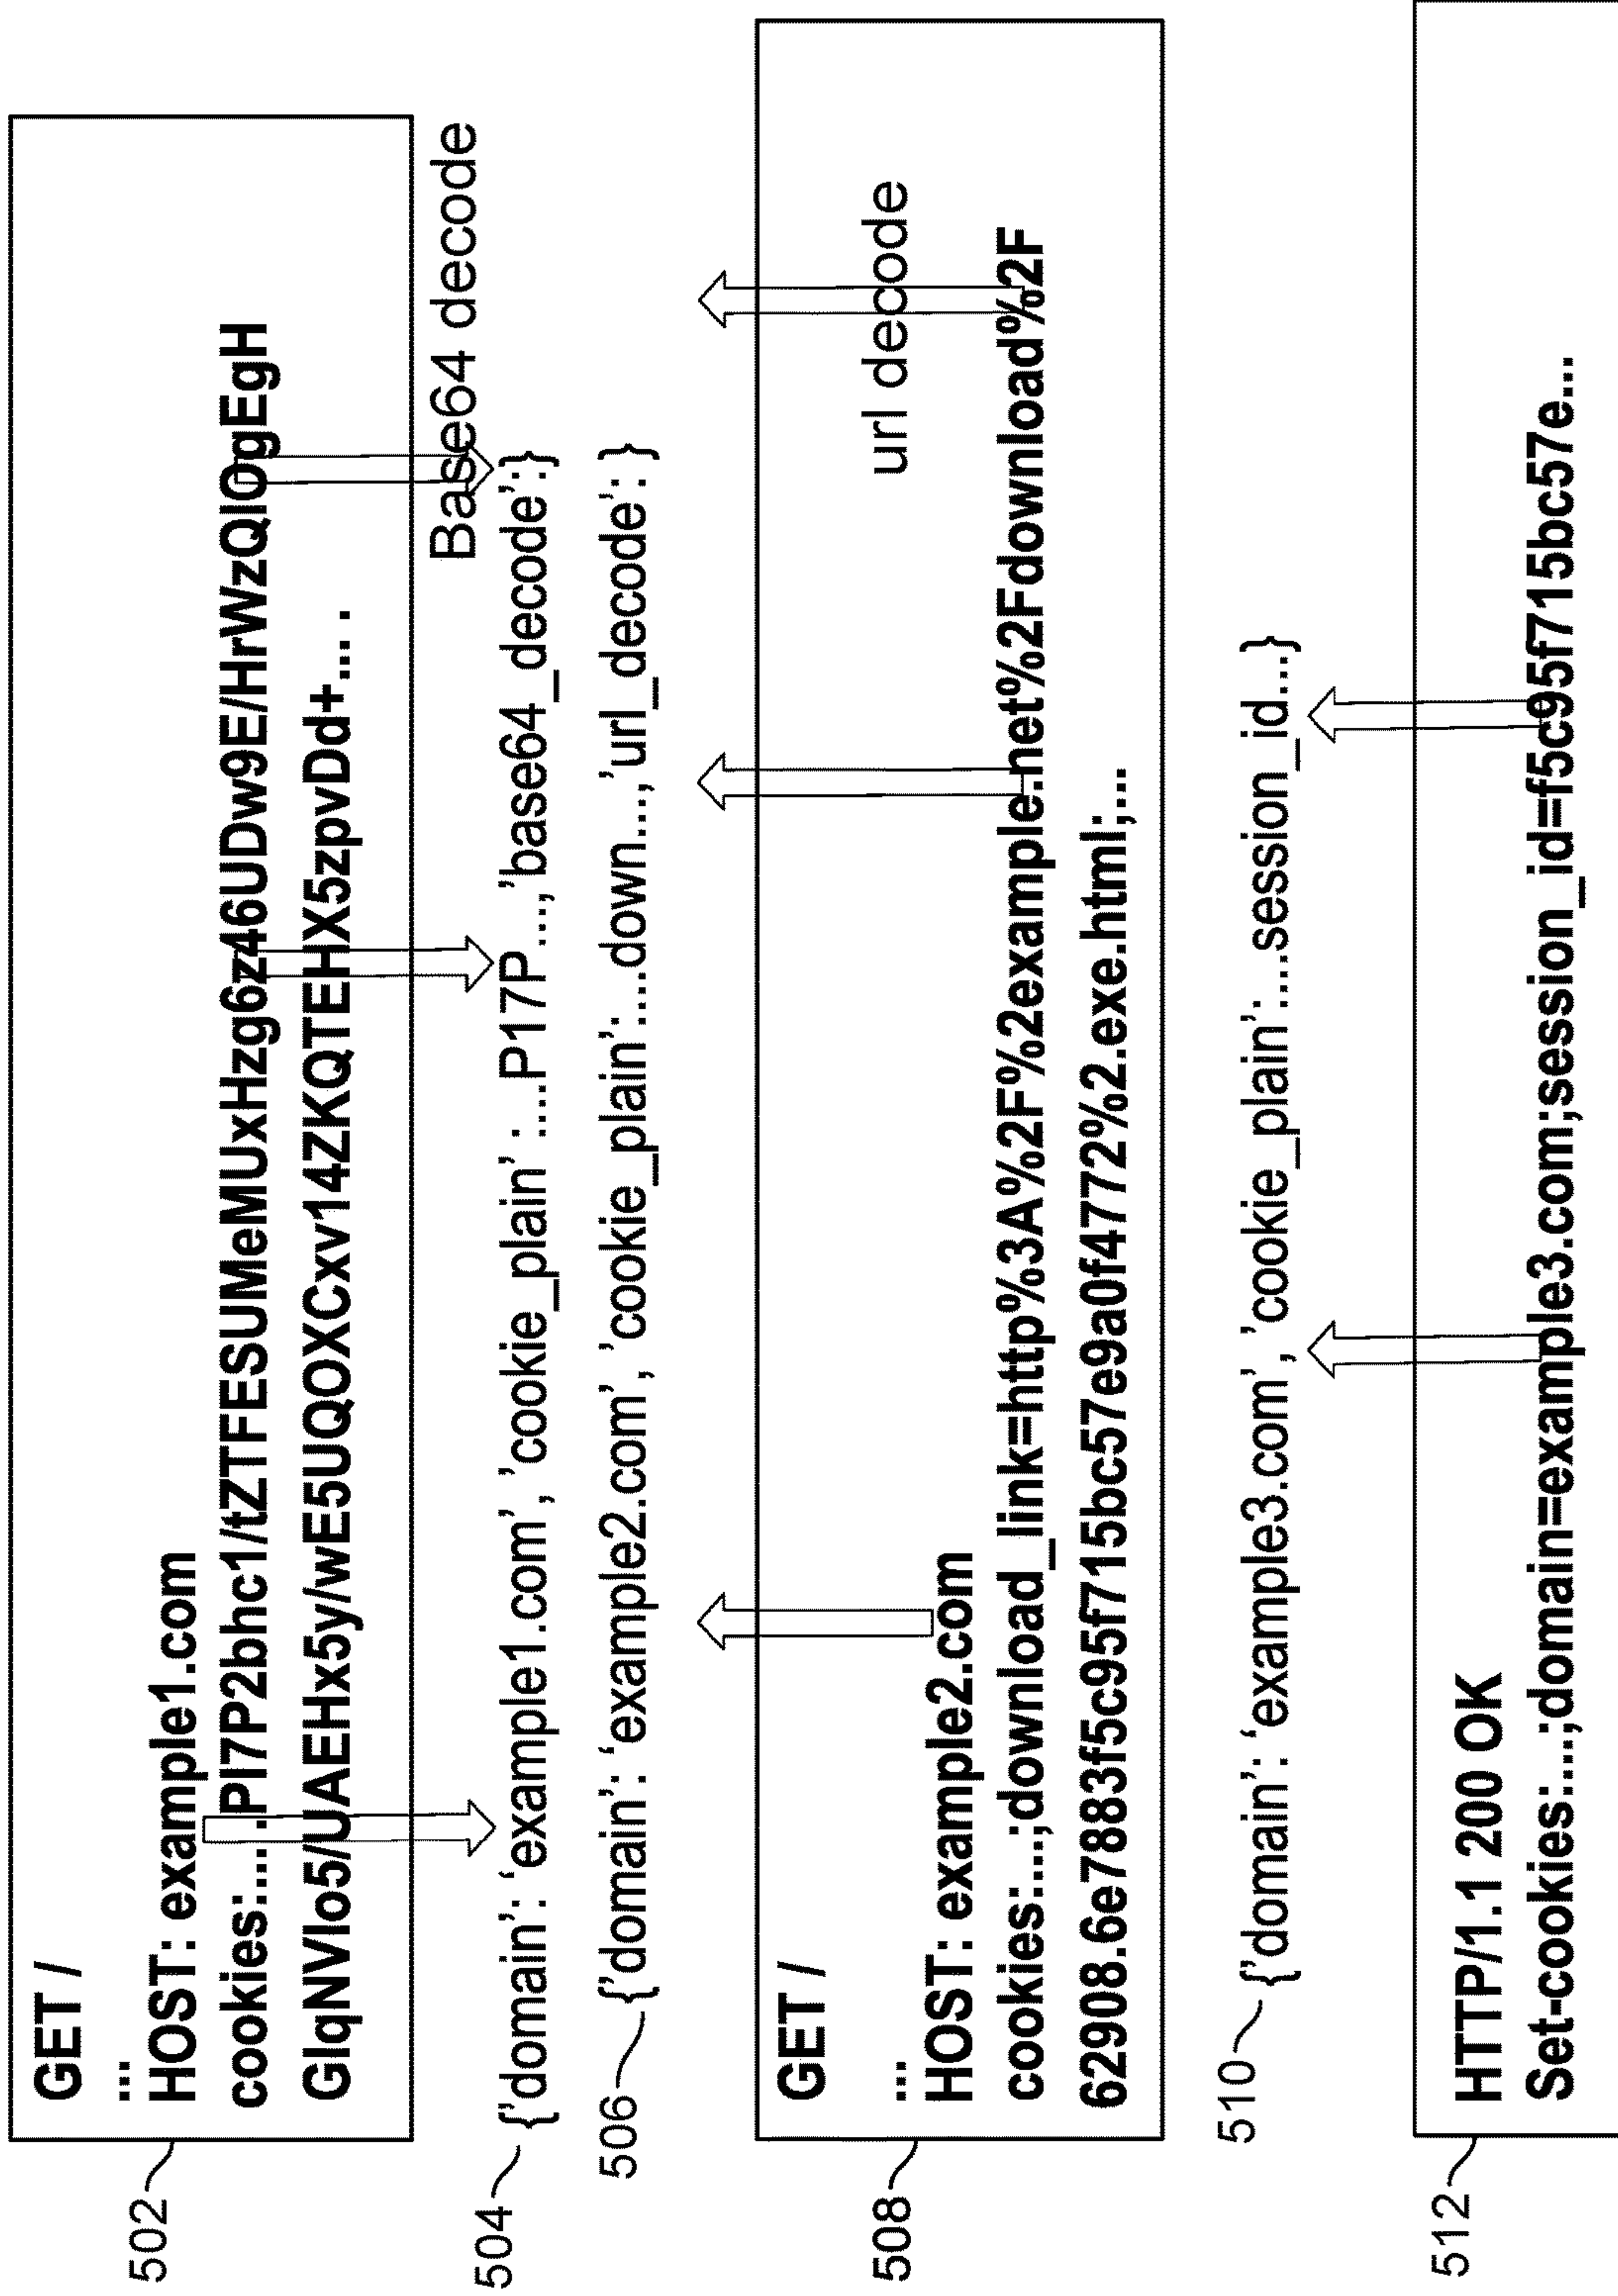 GET /
...
HOST: example1.com
cookies:... .PI7P2bhc1/tZTFESUMeMUxHzg6z46UDw9E/HrWzQIOgEgH
GIqNVIo5/UAEHx5y/wE5UQOXCxv14ZKQTEHX5zpvDd+... .
502
Base64 decode
504
{'domain': ‘example1.com’, ’cookie_plain’ :....P17P...,’base64_decode’:}
506
{'domain’: ‘example2.com’, ’cookie_plain’:....down...,’url_decode’: }
GET /
...
url decode
HOST: example2.com
cookies:...;download_link=http%3A%2F%2example.net%2Fdownload%2F
62908.6e7883f5c95f715bc57e9a0f4772%2.exe.html;...
508
510
{’domain’: ‘example3.com’, ’cookie_plain’:....session_id...}
HTTP/1.1 200 OK
Set-cookies:...;domain=example3.com;session_id=f5c95f715bc57e...
512